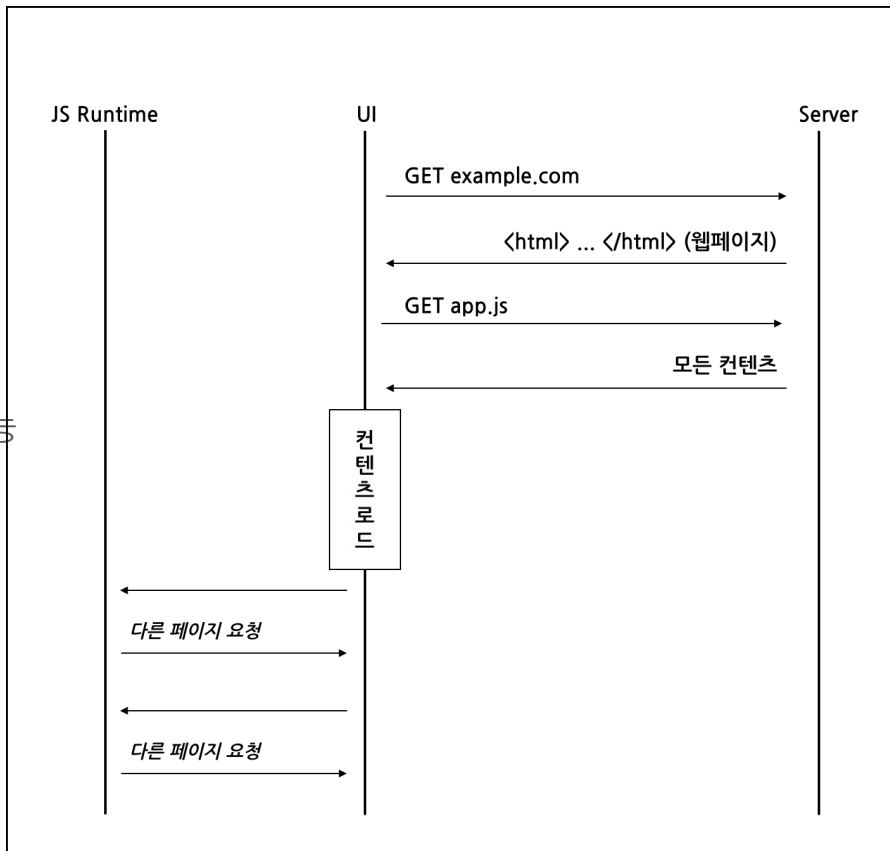 JS Runtime UI Server
GET example.com
<html> ... </html> (웹페이지)
GET app.js
모든 컨텐츠
컨
텐
츠
로
드
다른 페이지 요청
다른 페이지 요청